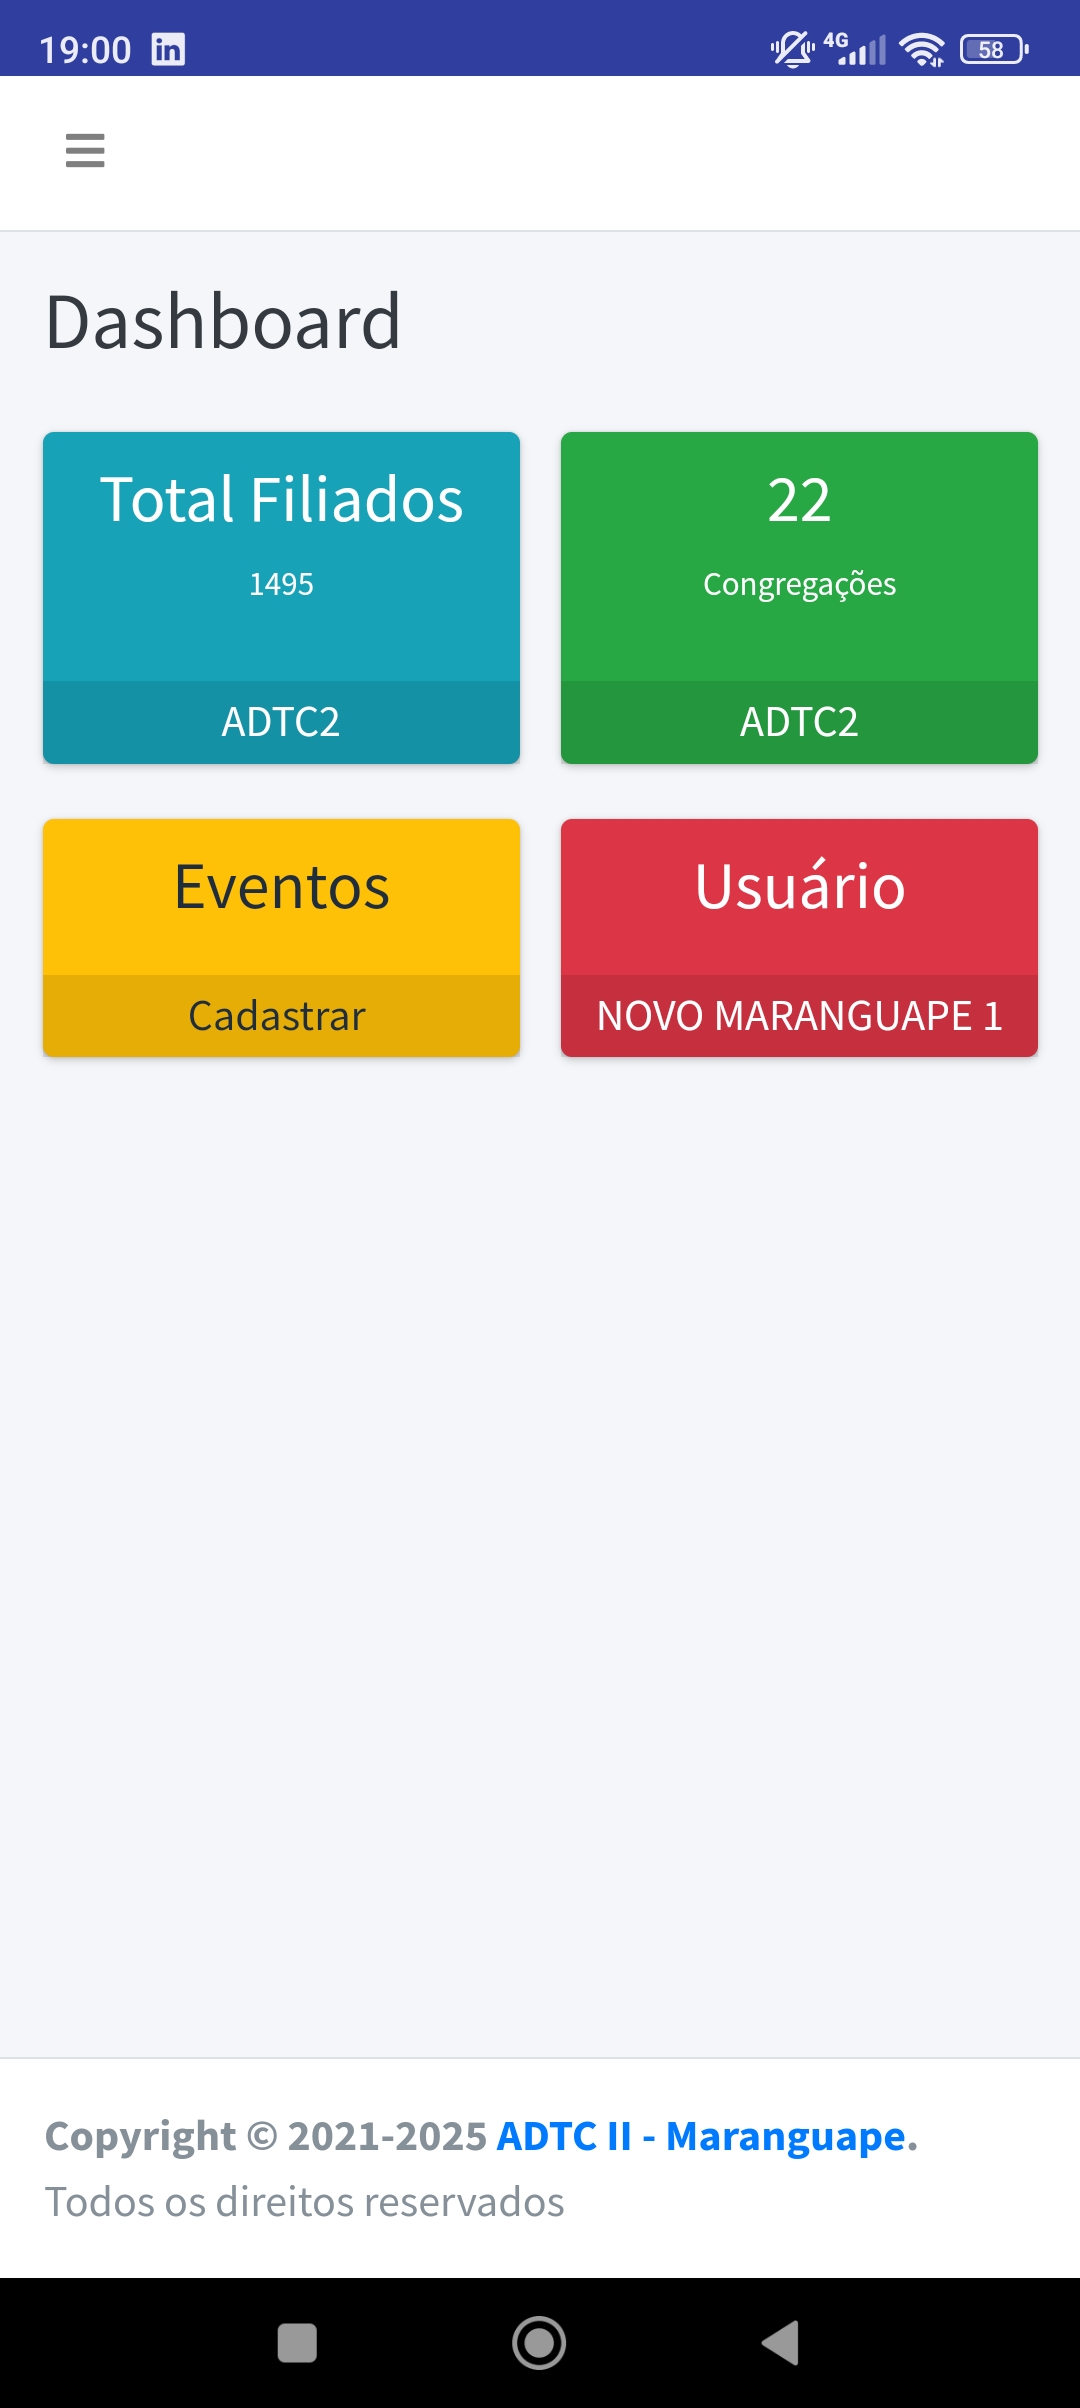 19:00 in 4G 58
Dashboard
Total Filiados
1495
ADTC2
22
Congregações
ADTC2
Eventos
Cadastrar
Usuário
NOVO MARANGUAPE 1
Copyright © 2021-2025 ADTC II - Maranguape.
Todos os direitos reservados